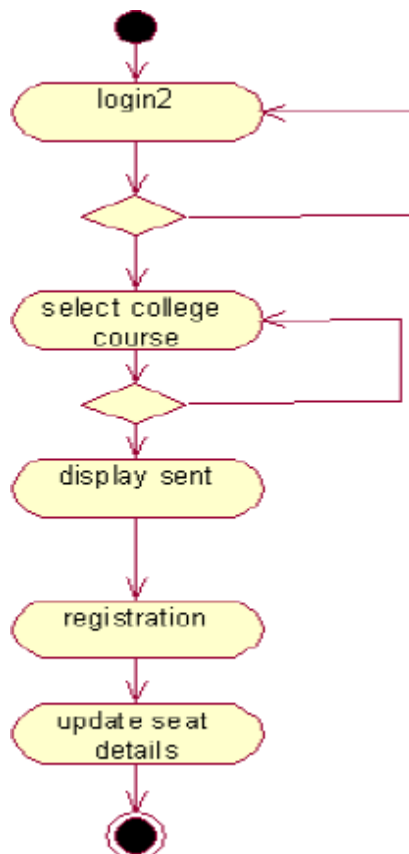 login2
select college
course
display sent
registration
update seat
details